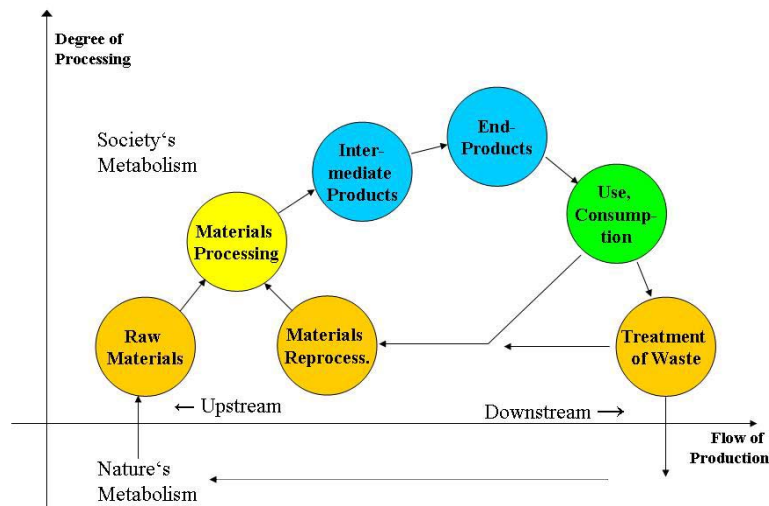 Degree of
Processing
Society‘s
Metabolism
Inter-
mediate
Products
End-
Products
Use,
Consump-
tion
Materials
Processing
Raw
Materials
Materials
Reprocess.
Treatment
of Waste
← Upstream
Downstream →
Flow of
Production
Nature‘s
Metabolism